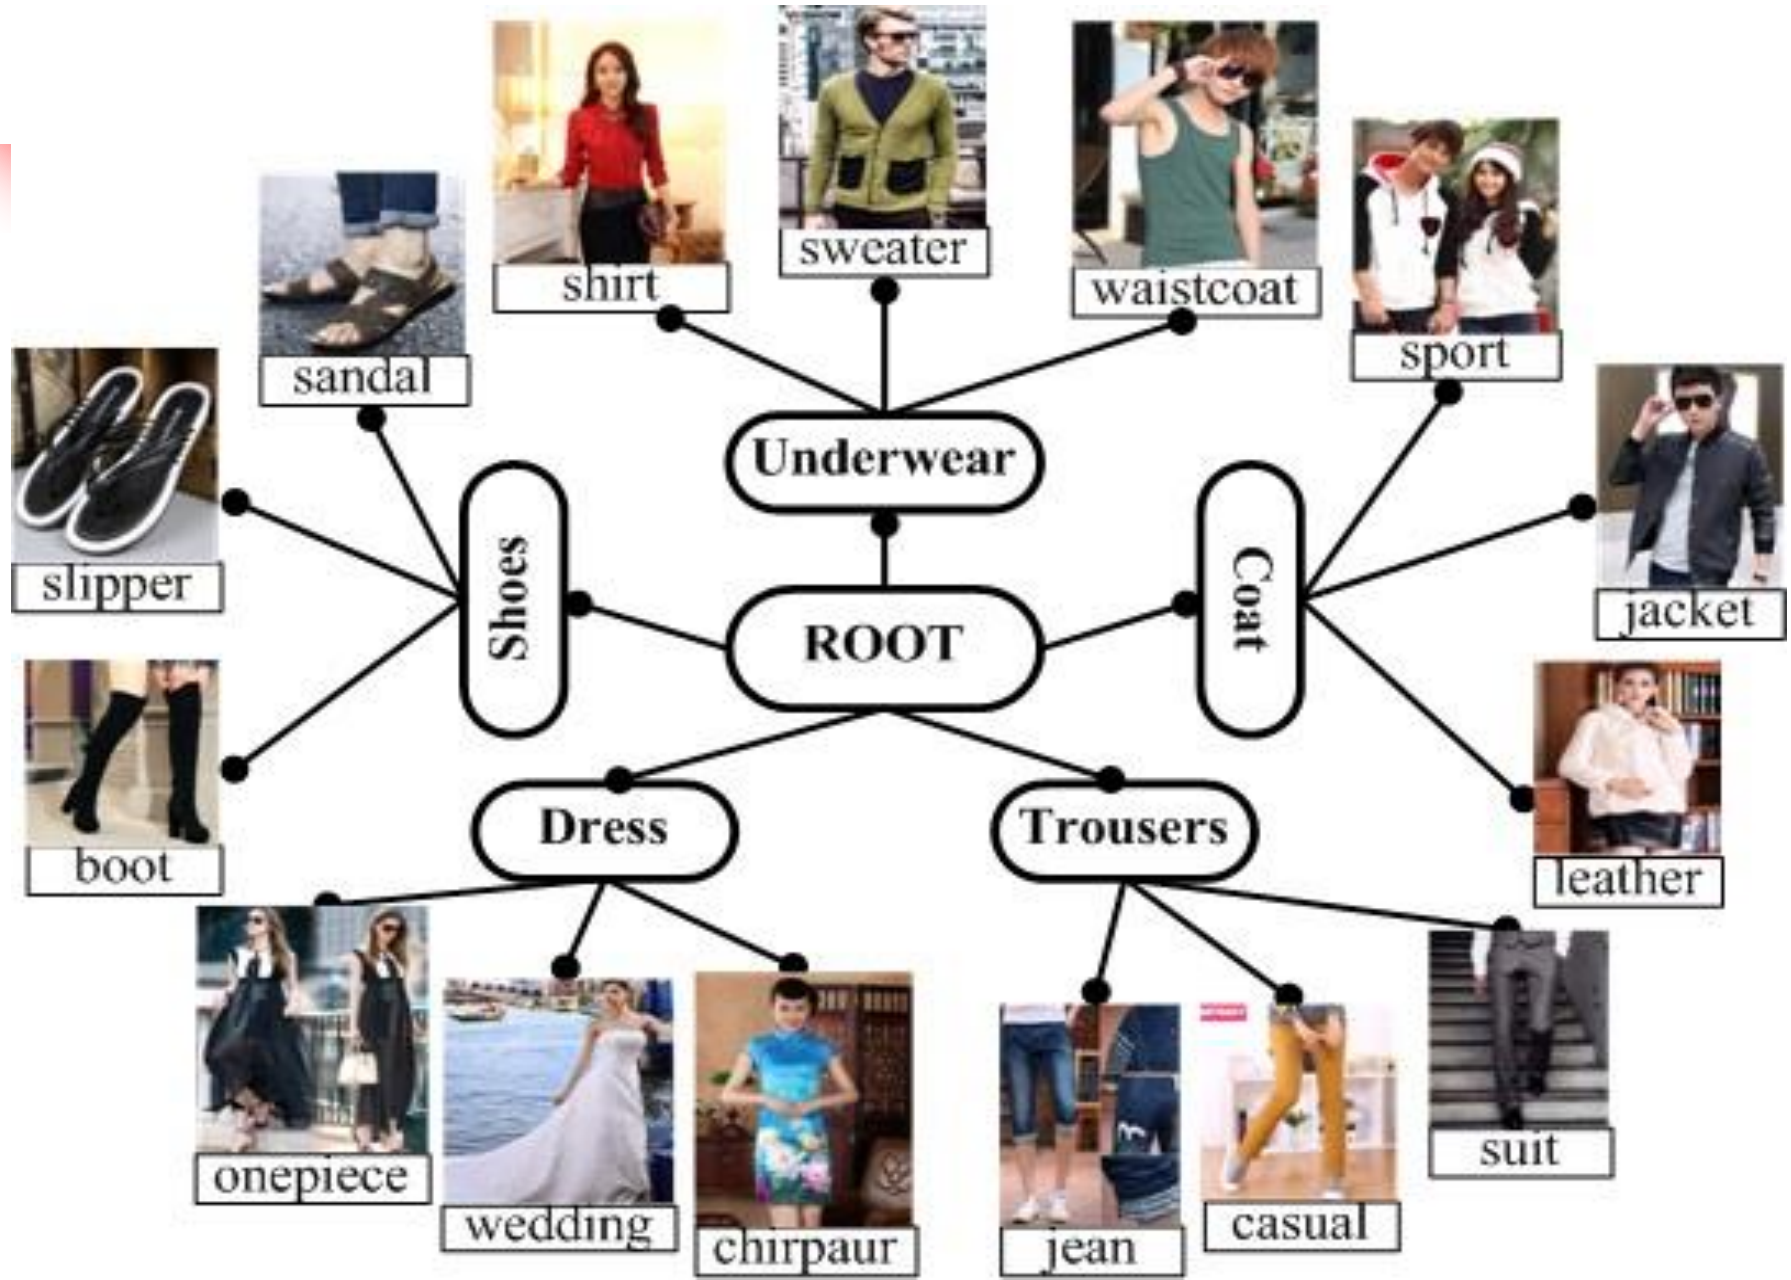 shirt
sweater
waistcoat
sport
sandal
jacket
slipper
Underwear
Shoes
ROOT
Coat
boot
Dress
Trousers
leather
onepiece
wedding
chirpaur
jean
casual
suit